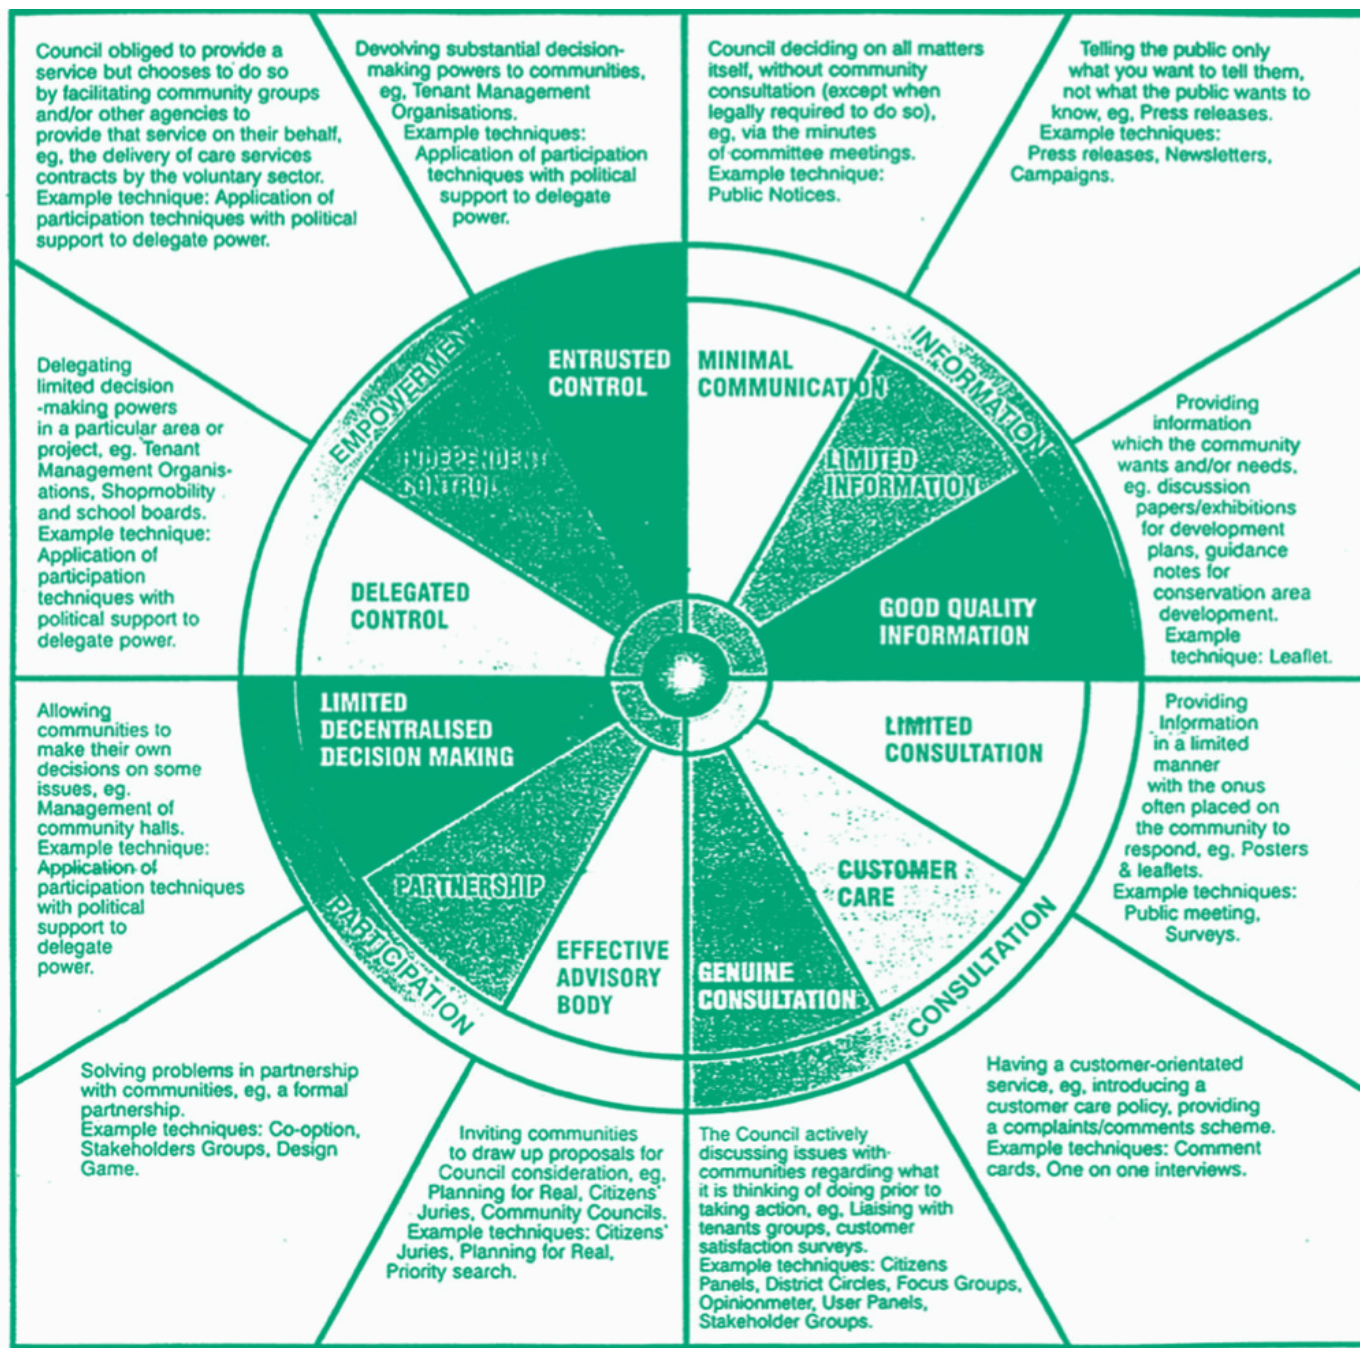 Council obliged to provide a
service but chooses to do so
by facilitating community groups
and/or other agencies to
provide that service on their behalf,
eg, the delivery of care services
contracts by the voluntary sector.
Example technique: Application of
participation techniques with political
support to delegate power.
Devolving substantial decision-
making powers to communities,
eg, Tenant Management
Organisations.
Example techniques:
Application of participation
techniques with political
support to delegate
power.
Council deciding on all matters
itself, without community
consultation (except when
legally required to do so),
eg, via the minutes
of committee meetings.
Example technique:
Public Notices.
Telling the public only
what you want to tell them,
not what the public wants to
know, eg, Press releases.
Example techniques:
Press releases, Newsletters,
Campaigns.
Providing
information
which the community
wants and/or needs,
eg. discussion
papers/exhibitions
for development
plans, guidance
notes for
conservation area
development.
Example
technique: Leaflet.
Providing
Information
in a limited
manner
with the onus
often placed on
the community to
respond, eg, Posters
& leaflets.
Example techniques:
Public meeting,
Surveys.
Having a customer-orientated
service, eg, introducing a
customer care policy, providing
a complaints/comments scheme.
Example techniques: Comment
cards, One on one interviews.
The Council actively
discussing issues with
communities regarding what
it is thinking of doing prior to
taking action, eg, Liaising with
tenants groups, customer
satisfaction surveys.
Example techniques: Citizens
Panels, District Circles, Focus Groups,
Opinionmeter, User Panels,
Stakeholder Groups.
Inviting communities
to draw up proposals for
Council consideration, eg,
Planning for Real, Citizens'
Juries, Community Councils.
Example techniques: Citizens'
Juries, Planning for Real,
Priority search.
Solving problems in partnership
with communities, eg, a formal
partnership.
Example techniques: Co-option,
Stakeholders Groups, Design
Game.
Allowing
communities to
make their own
decisions on some
issues, eg.
Management of
community halls.
Example technique:
Application of
participation techniques
with political
support to
delegate
power.
Delegating
limited decision
-making powers
in a particular area or
project, eg. Tenant
Management Organis-
ations, Shopmobility
and school boards.
Example technique:
Application of
participation
techniques with
political support to
delegate power.
EMPOWERMENT
INFORMATION
CONSULTATION
PARTICIPATION
ENTRUSTED
CONTROL
MINIMAL
COMMUNICATION
LIMITED
INFORMATION
GOOD QUALITY
INFORMATION
LIMITED
CONSULTATION
CUSTOMER
CARE
GENUINE
CONSULTATION
EFFECTIVE
ADVISORY
BODY
PARTNERSHIP
LIMITED
DECENTRALISED
DECISION MAKING
DELEGATED
CONTROL
INDEPENDENT
CONTROL